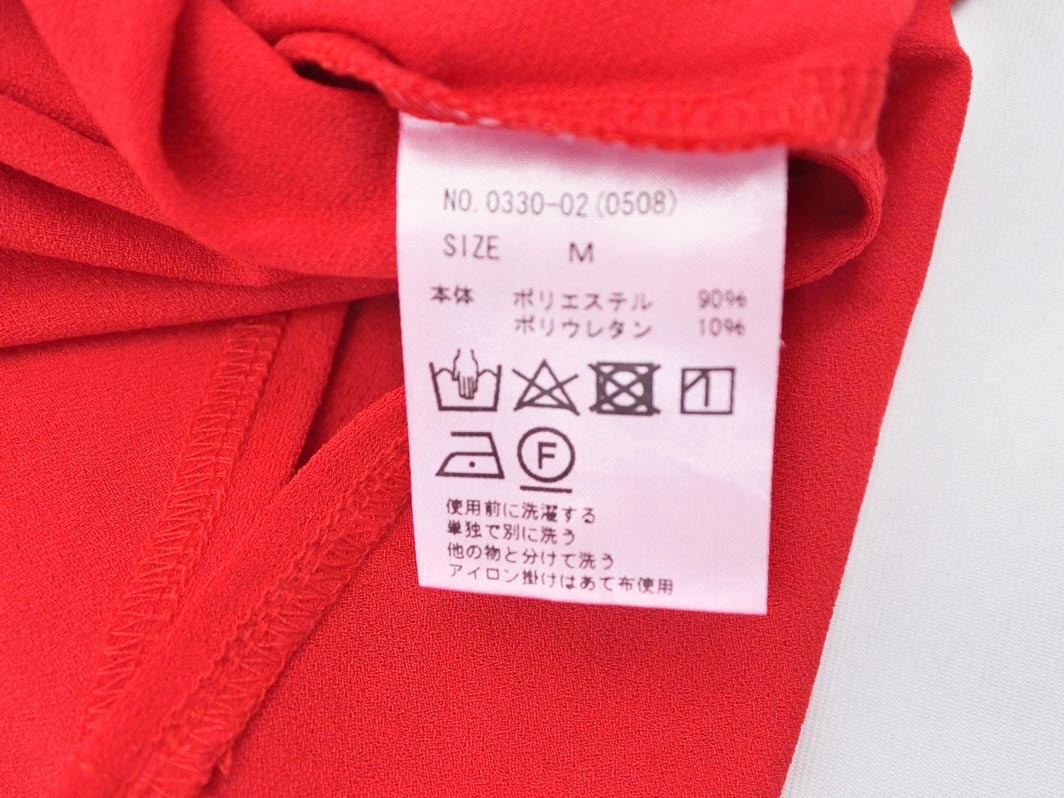 NO. 0330-02(0508)
SIZE M
本体 ポリエステル 90%
ポリウレタン 10%
F
使用前に洗濯する
単独で別に洗う
他の物と分けて洗う
アイロン掛けはあて布使用